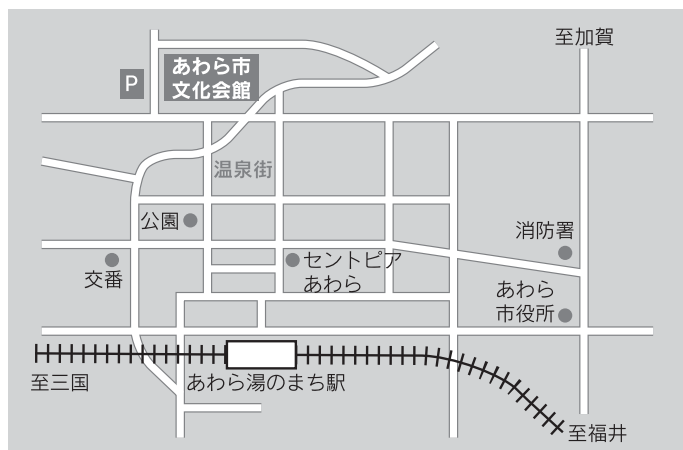 至加賀
あわら市
文化会館
P
温泉街
公園
消防署
交番
セントピア
あわら
あわら
市役所
至三国
あわら湯のまち駅
至福井